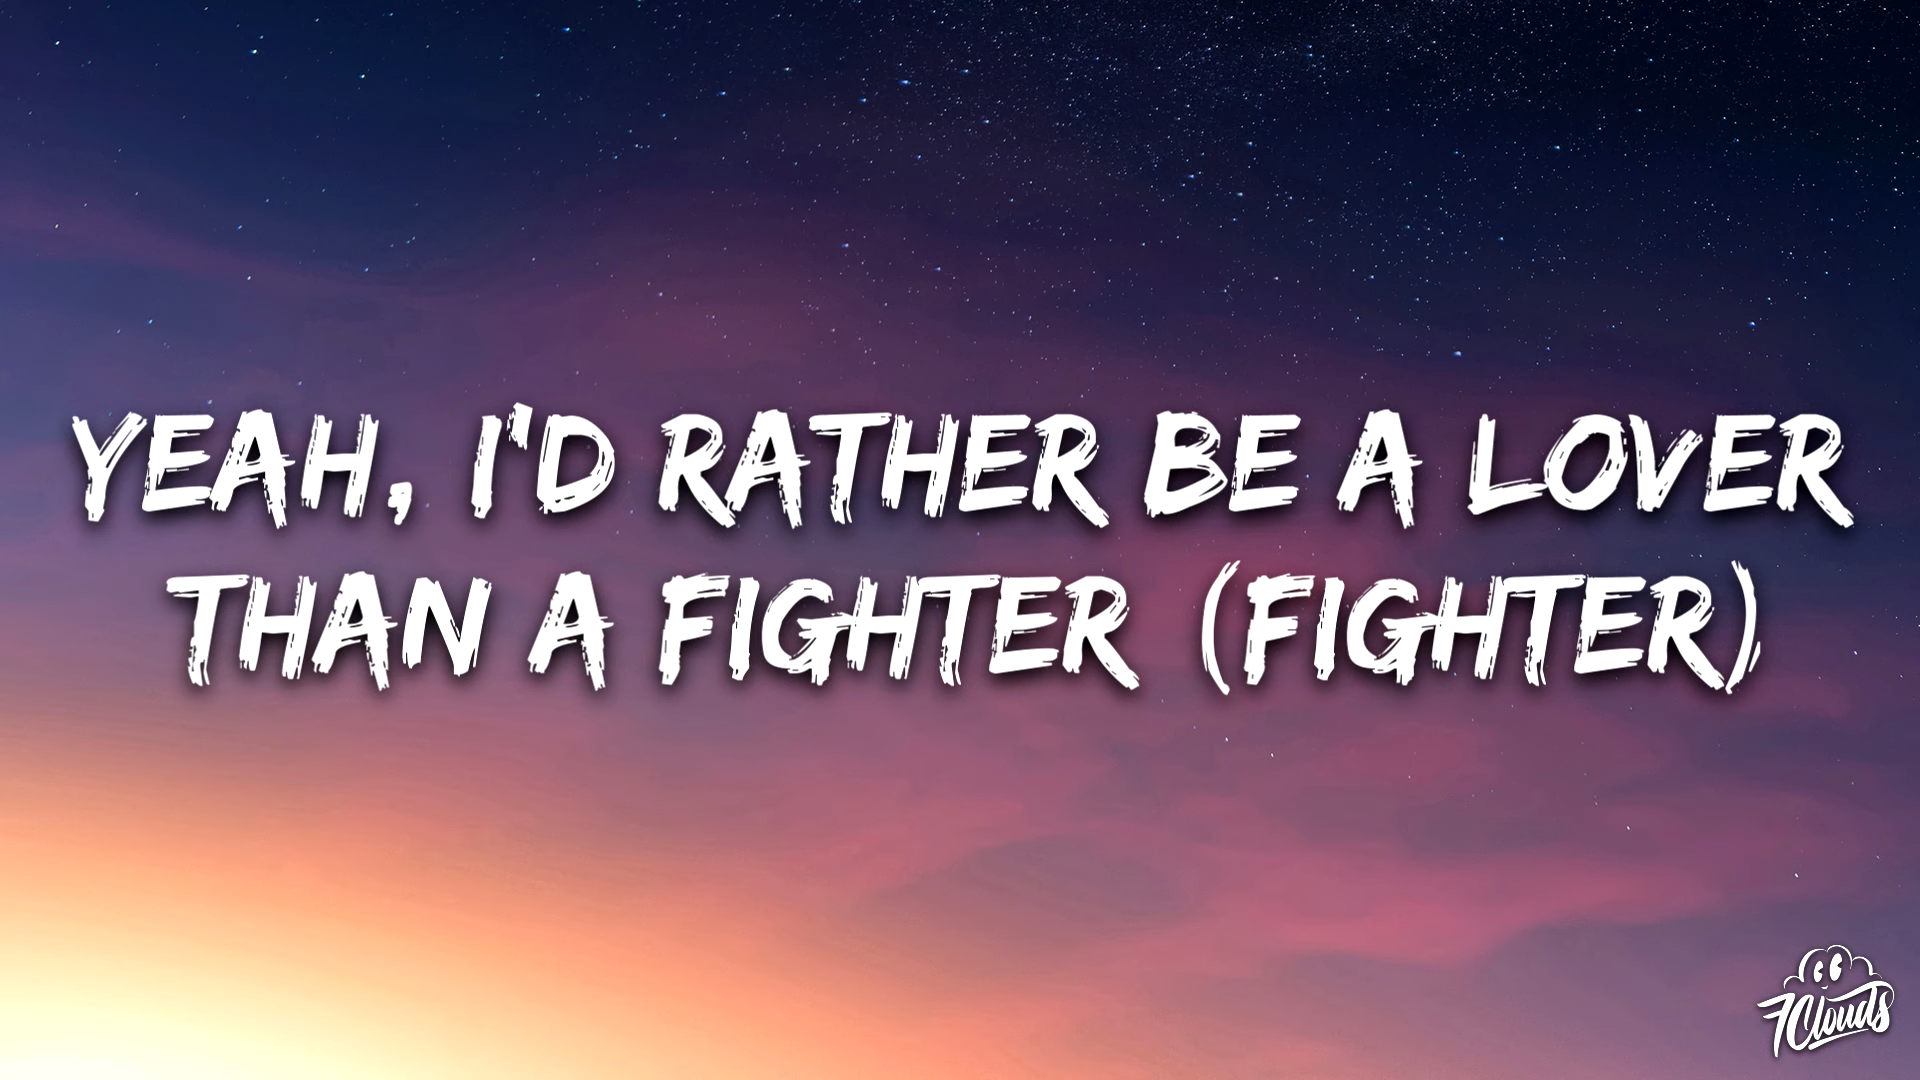 YEAH, I'D RATHER BE A LOVER
THAN A FIGHTER (FIGHTER)
7Clouds